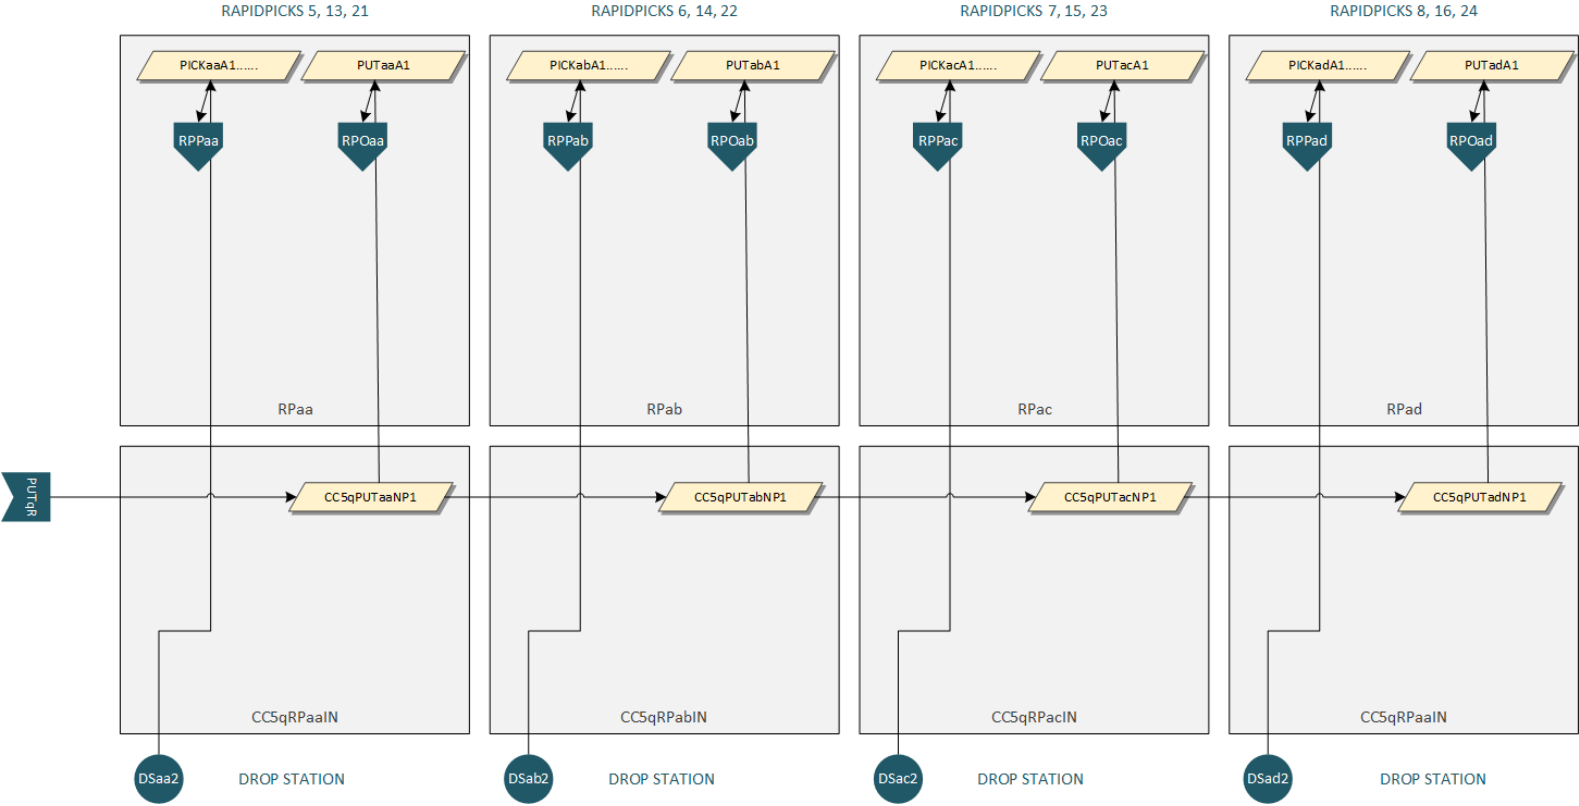 RAPIDPICKS 5, 13, 21
RAPIDPICKS 6, 14, 22
RAPIDPICKS 7, 15, 23
RAPIDPICKS 8, 16, 24
PICKaaA1......
PUTaaA1
PICKabA1......
PUTabA1
PICKacA1......
PUTacA1
PICKadA1......
PUTadA1
RPPaa
RPOaa
RPPab
RPOab
RPPac
RPOac
RPPad
RPOad
RPaa
RPab
RPac
RPad
PUTqR
CC5qPUTaaNP1
CC5qPUTabNP1
CC5qPUTacNP1
CC5qPUTadNP1
CC5qRPaaIN
CC5qRPabIN
CC5qRPacIN
CC5qRPaaIN
DSaa2
DROP STATION
DSab2
DROP STATION
DSac2
DROP STATION
DSad2
DROP STATION